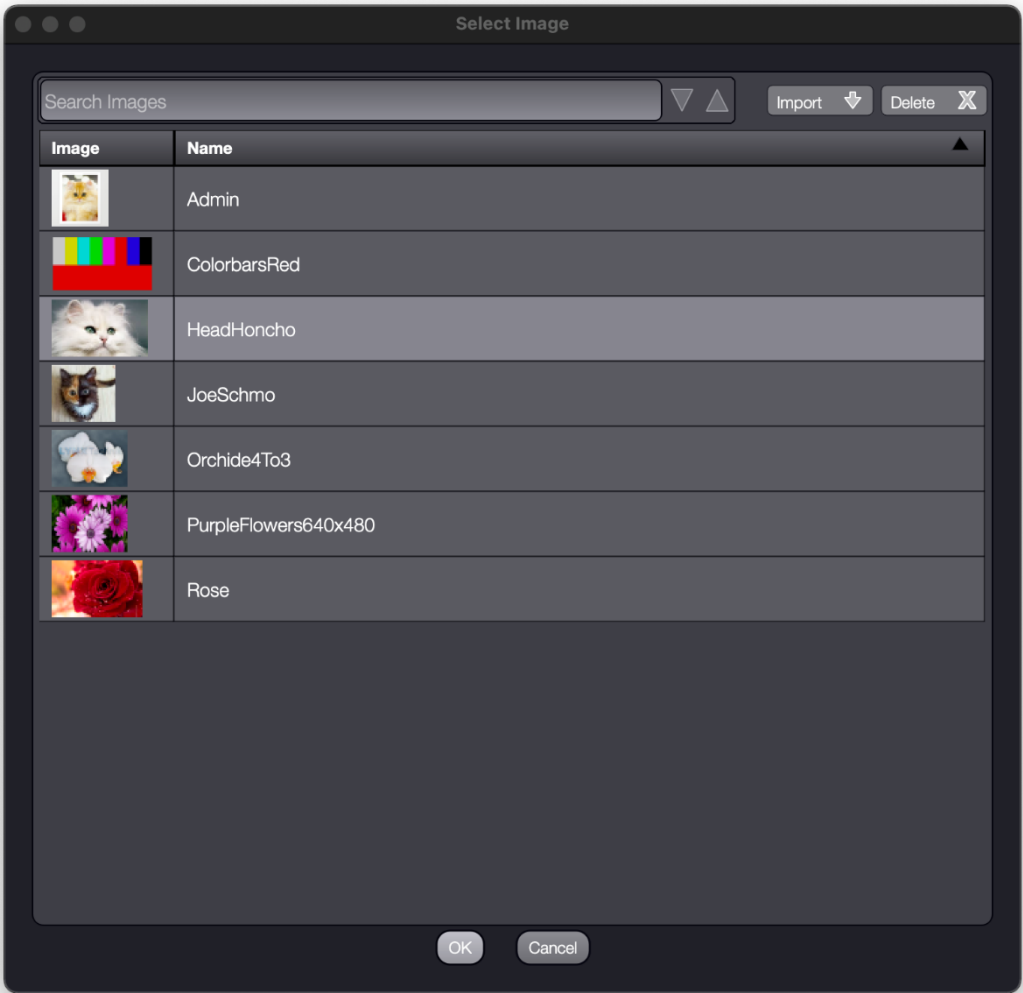 Select Image
Search Images
Import
Delete
Image Name
Admin
ColorbarsRed
HeadHoncho
JoeSchmo
Orchide4To3
PurpleFlowers640x480
Rose
OK Cancel